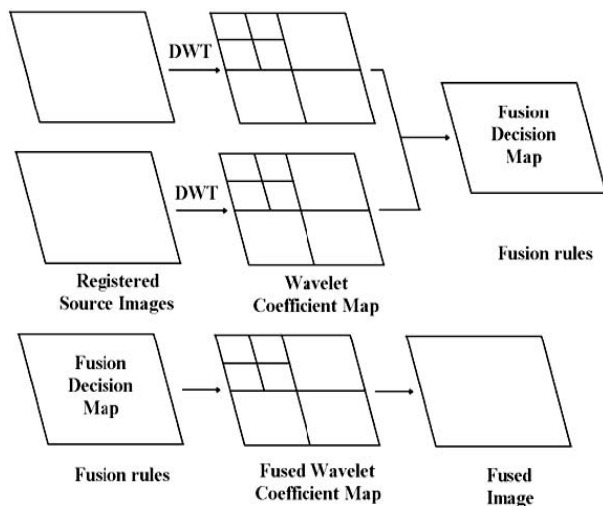 DWT
Fusion
Decision
Map
DWT
Fusion rules
Registered
Source Images
Wavelet
Coefficient Map
Fusion
Decision
Map
Fusion rules
Fused Wavelet
Coefficient Map
Fused
Image